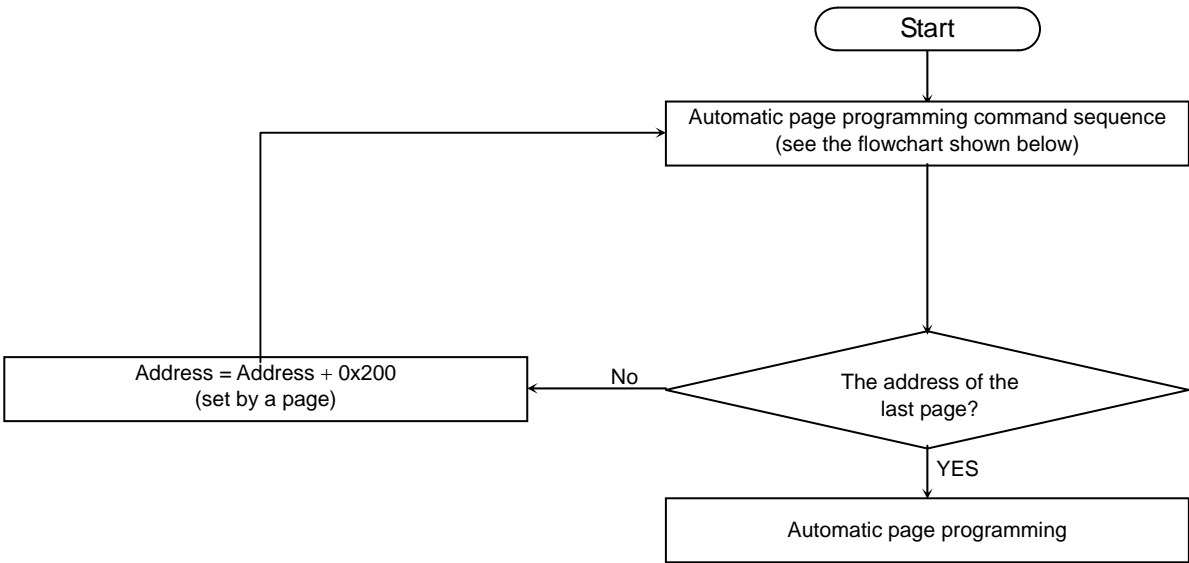 Start
Automatic page programming command sequence
(see the flowchart shown below)
Address = Address + 0x200
(set by a page)
No
The address of the
last page?
YES
Automatic page programming